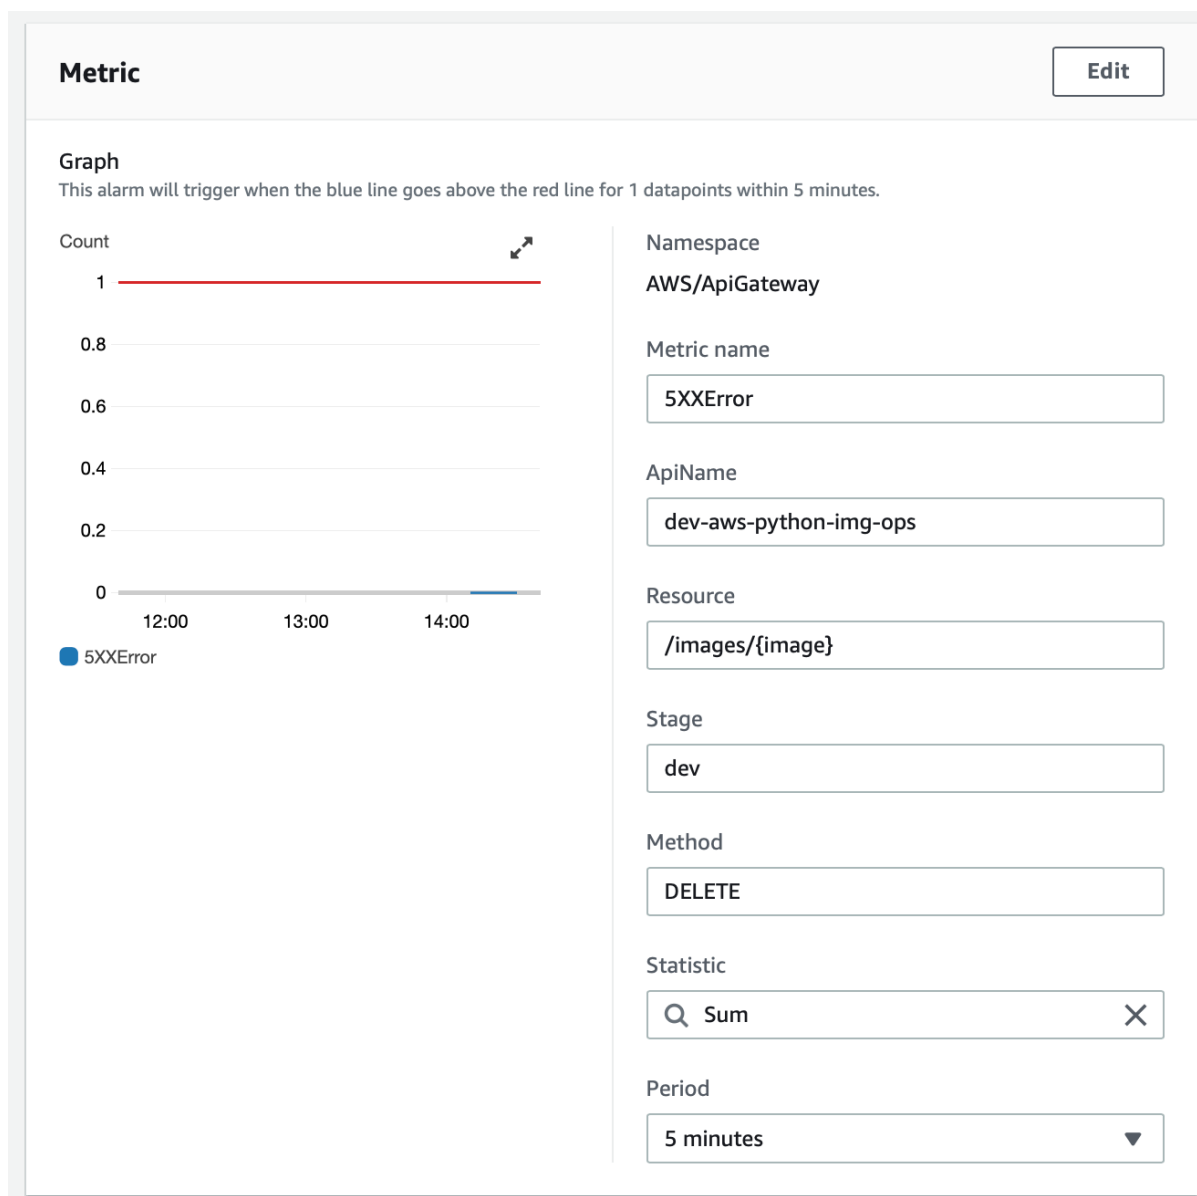 Metric
Edit
Graph
This alarm will trigger when the blue line goes above the red line for 1 datapoints within 5 minutes.
Count
1
0.8
0.6
0.4
0.2
0
12:00 13:00 14:00
5XXError
Namespace
AWS/ApiGateway
Metric name
5XXError
ApiName
dev-aws-python-img-ops
Resource
/images/{image}
Stage
dev
Method
DELETE
Statistic
Sum
Period
5 minutes